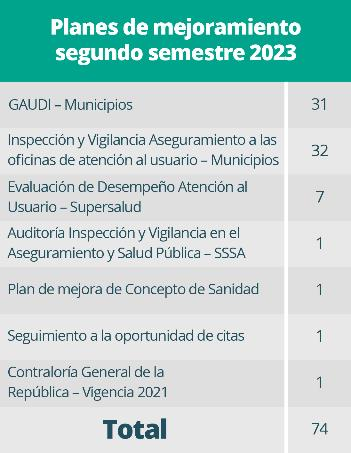 Planes de mejoramiento
segundo semestre 2023
GAUDI – Municipios 31
Inspección y Vigilancia Aseguramiento a las
oficinas de atención al usuario – Municipios 32
Evaluación de Desempeño Atención al
Usuario – Supersalud 7
Auditoría Inspección y Vigilancia en el
Aseguramiento y Salud Pública – SSSA 1
Plan de mejora de Concepto de Sanidad 1
Seguimiento a la oportunidad de citas 1
Contraloría General de la
República – Vigencia 2021 1
Total 74